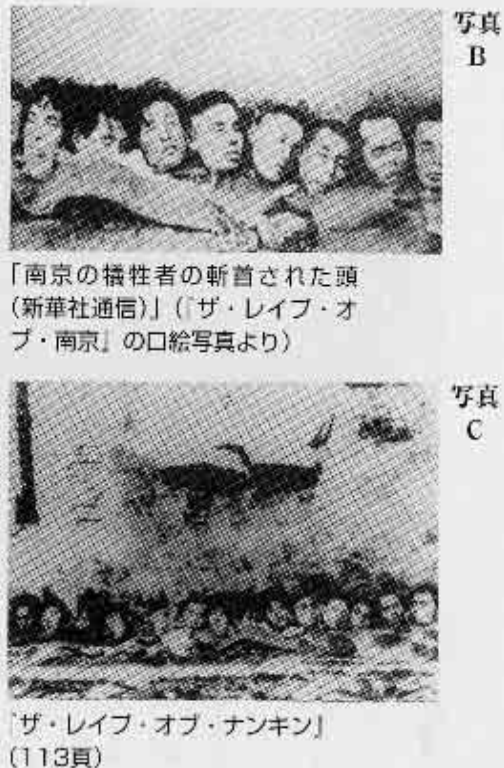 写真
B
「南京の犠牲者の斬首された頭
(新華社通信)」(『ザ・レイプ・オ
ブ・南京』の口絵写真より)
写真
C
『ザ・レイプ・オブ・ナンキン』
(113頁)